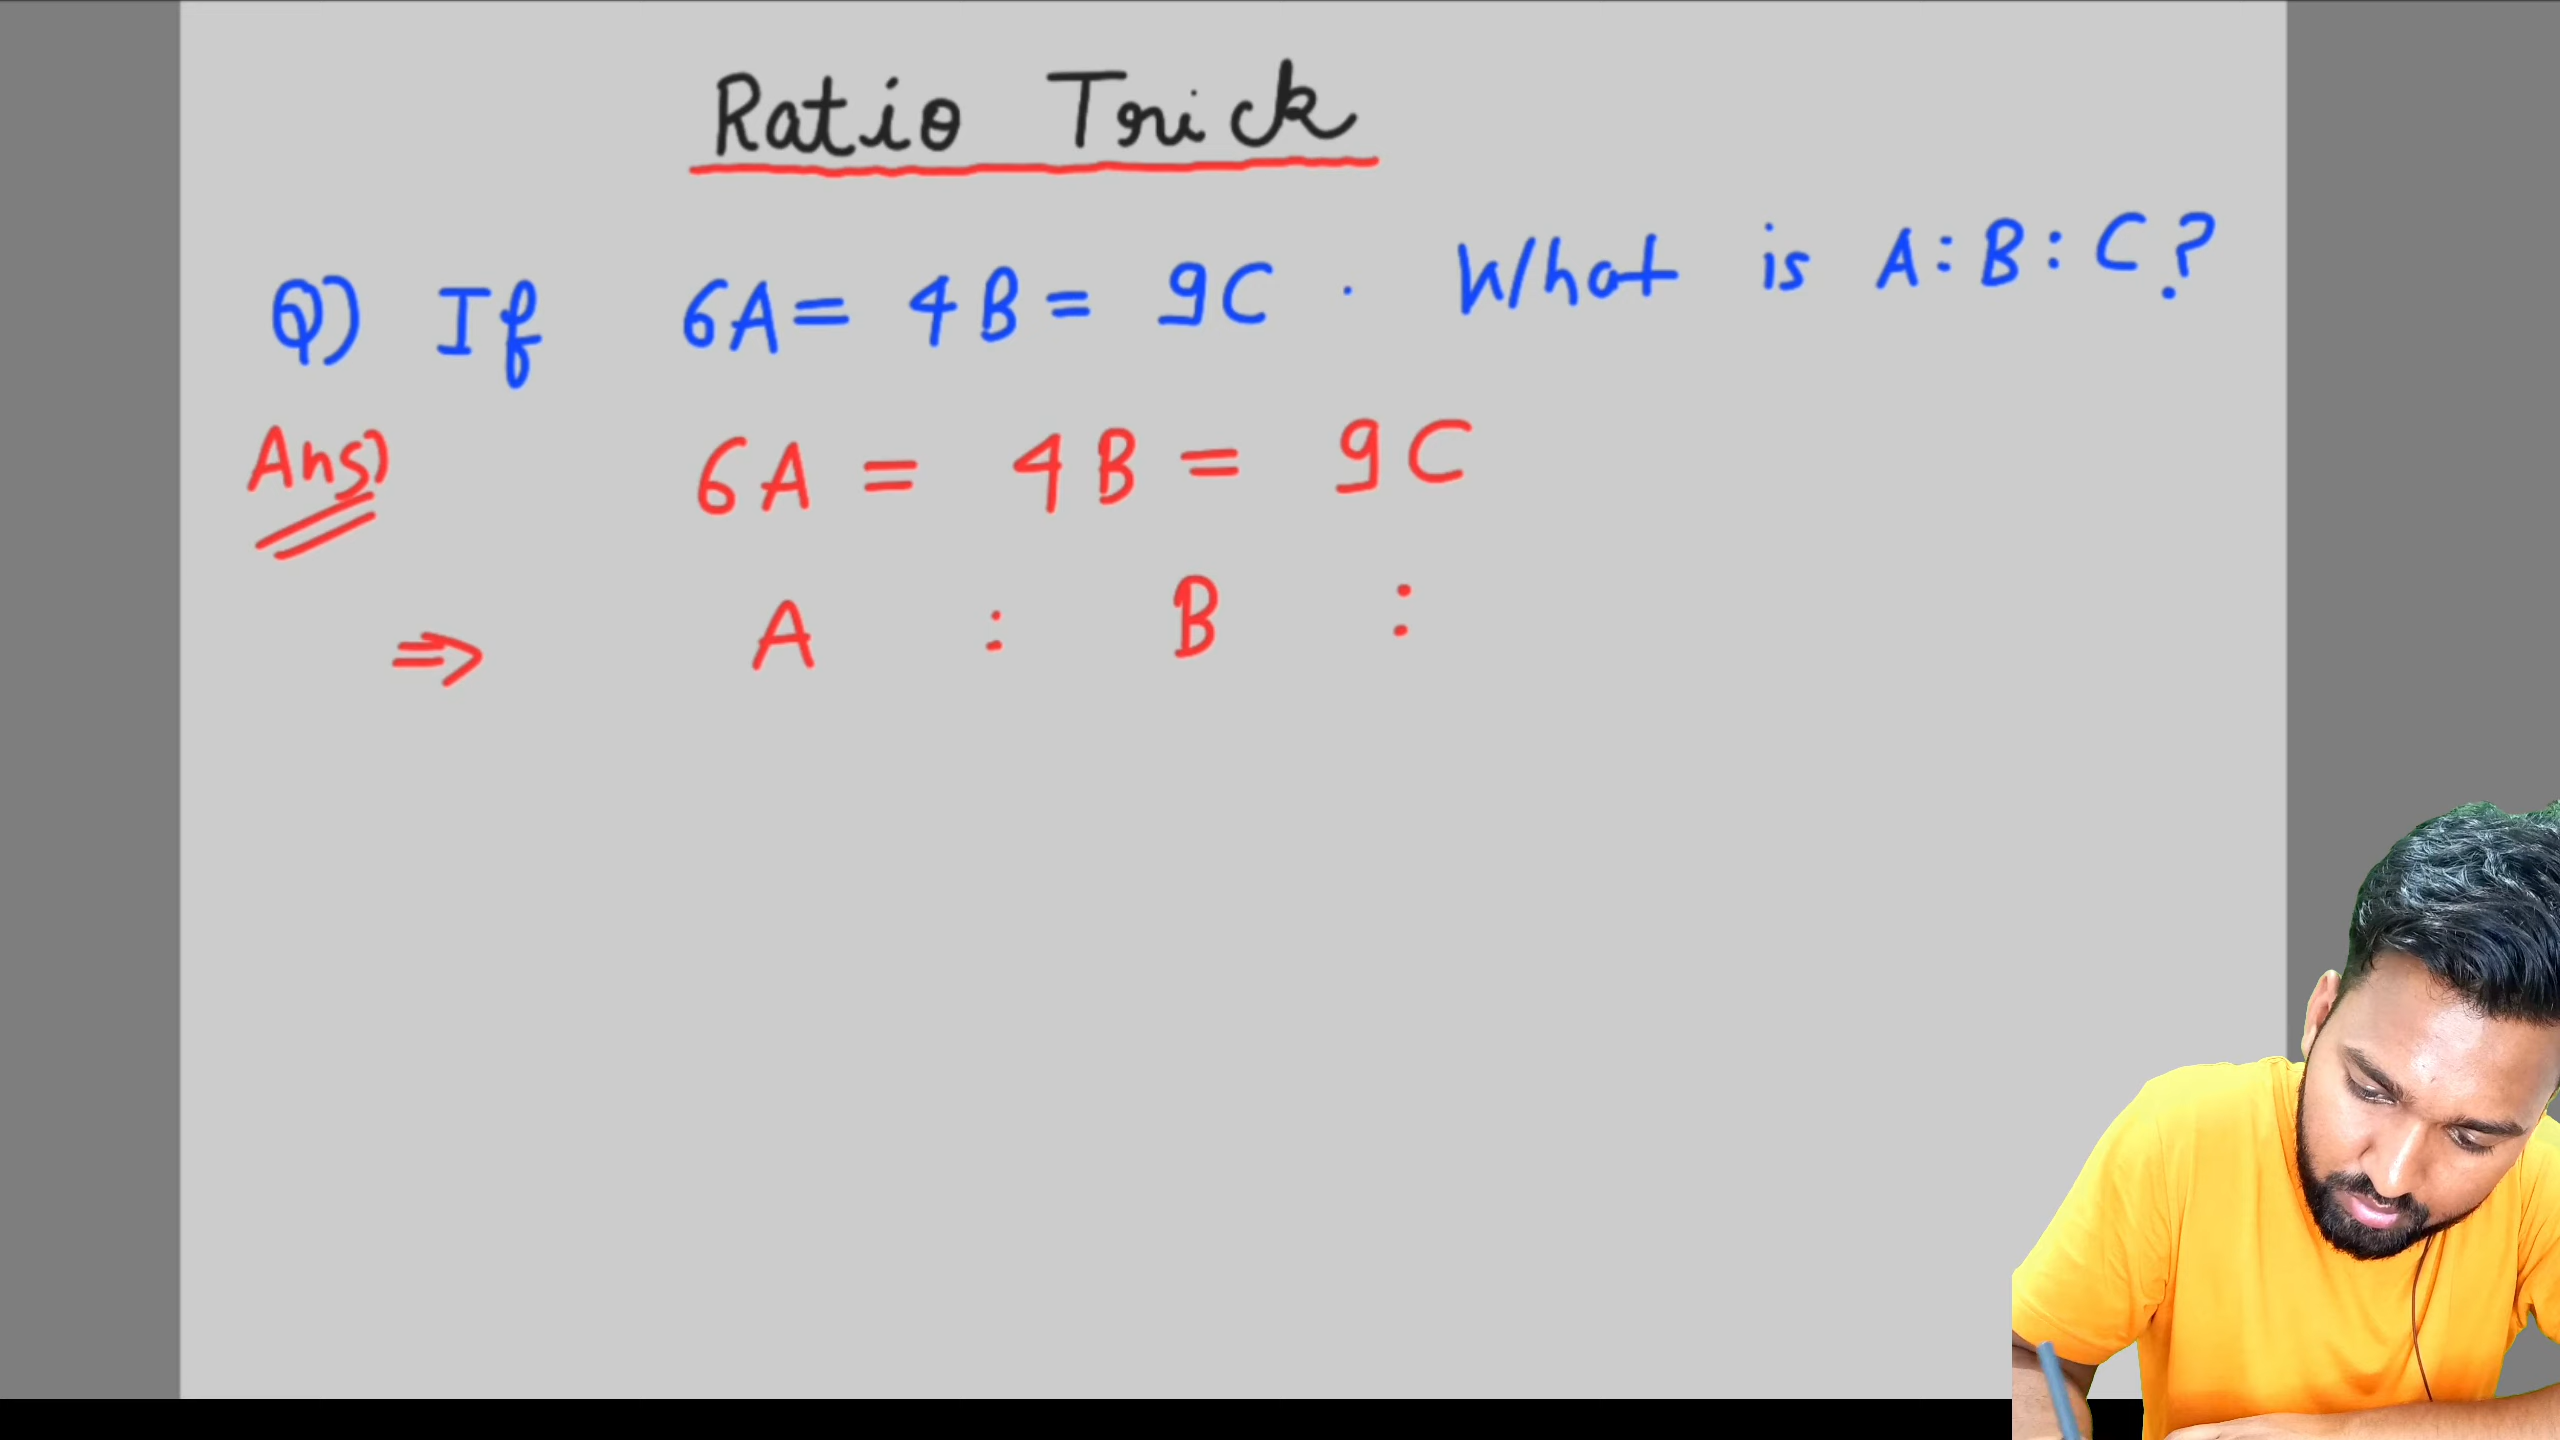 Ratio Trick
Q) If 6A = 4B = 9C . What is A:B:C?
Ans) 6A = 4B = 9C
⇒ A : B :